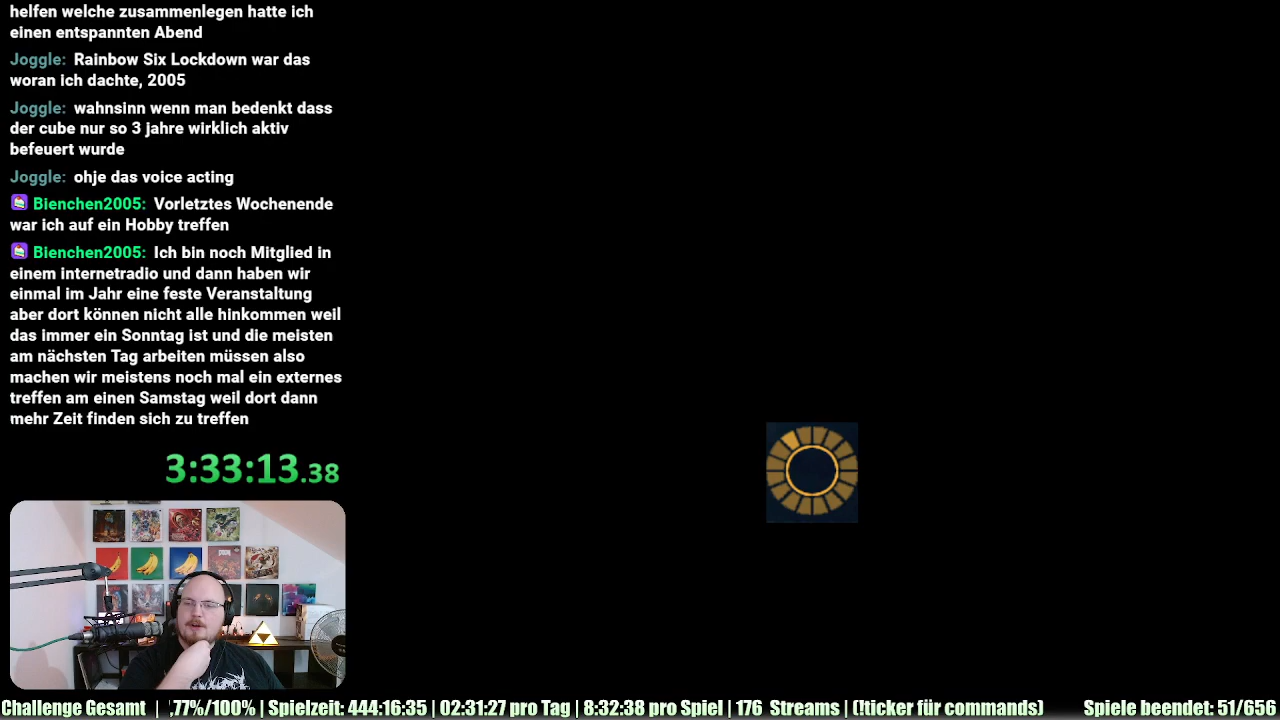 helfen welche zusammenlegen hatte ich
einen entspannten Abend
Joggle: Rainbow Six Lockdown war das
woran ich dachte, 2005
Joggle: wahnsinn wenn man bedenkt dass
der cube nur so 3 jahre wirklich aktiv
befeuert wurde
Joggle: ohje das voice acting
Bienchen2005: Vorletztes Wochenende
war ich auf ein Hobby treffen
Bienchen2005: Ich bin noch Mitglied in
einem internetradio und dann haben wir
einmal im Jahr eine feste Veranstaltung
aber dort können nicht alle hinkommen weil
das immer ein Sonntag ist und die meisten
am nächsten Tag arbeiten müssen also
machen wir meistens noch mal ein externes
treffen am einen Samstag weil dort dann
mehr Zeit finden sich zu treffen
3:33:13.38
Challenge Gesamt | ,77%/100% | Spielzeit: 444:16:35 | 02:31:27 pro Tag | 8:32:38 pro Spiel | 176 Streams | (!ticker für commands) Spiele beendet: 51/656